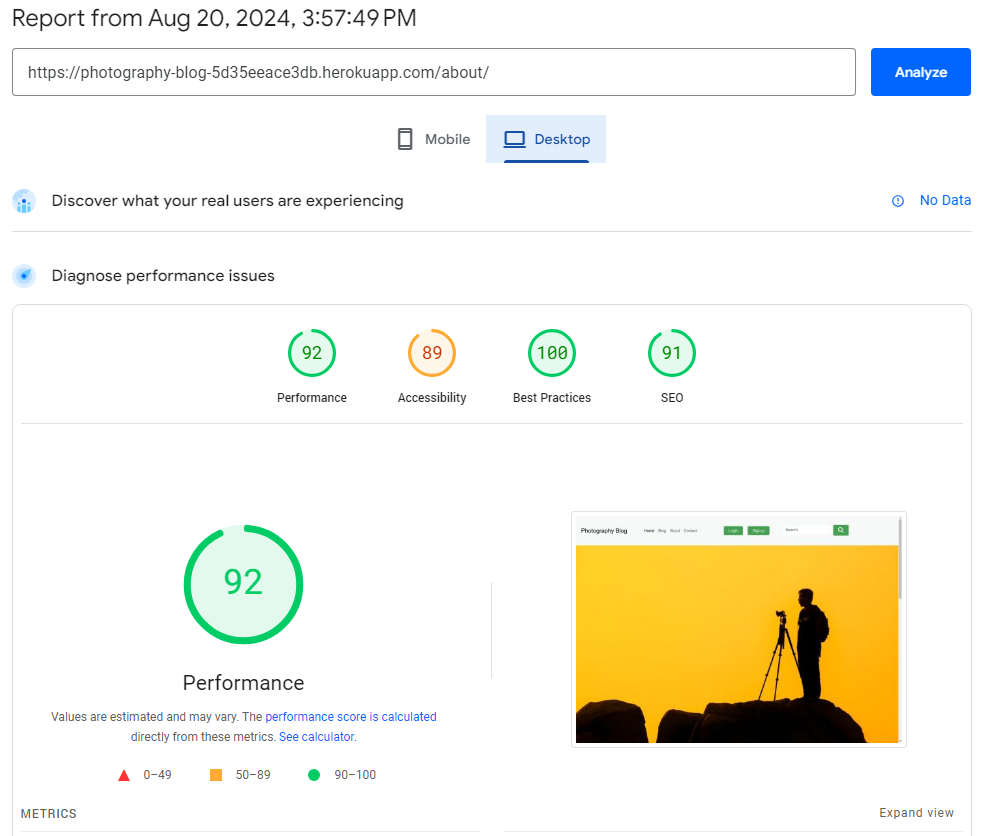 Report from Aug 20, 2024, 3:57:49 PM
https://photography-blog-5d35eeace3db.herokuapp.com/about/
Analyze
Mobile
Desktop
Discover what your real users are experiencing
No Data
Diagnose performance issues
92
89
100
91
Performance
Accessibility
Best Practices
SEO
92
Performance
Values are estimated and may vary. The performance score is calculated
directly from these metrics. See calculator.
0–49
50–89
90–100
Photography Blog
Home Blog About Contact
Login
Signup
Search
METRICS
Expand view